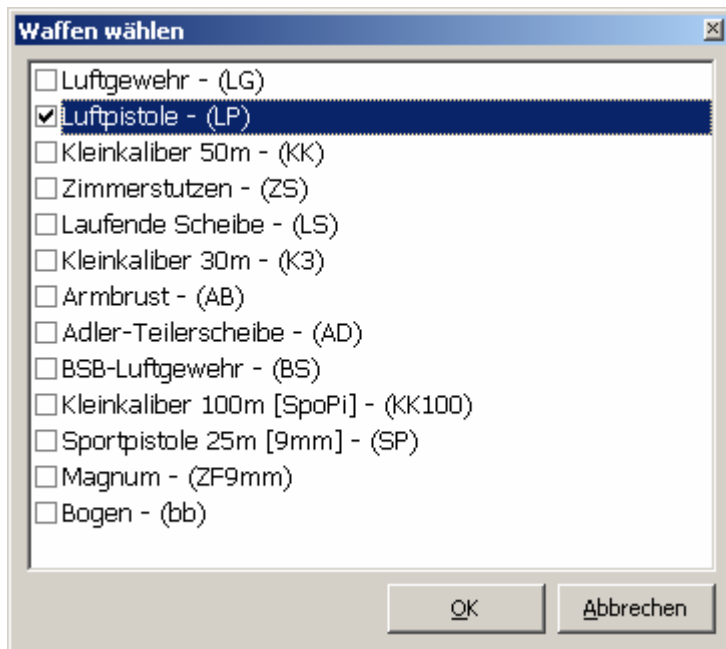 Waffen wählen
Luftgewehr - (LG)
Luftpistole - (LP)
Kleinkaliber 50m - (KK)
Zimmerstutzen - (ZS)
Laufende Scheibe - (LS)
Kleinkaliber 30m - (K3)
Armbrust - (AB)
Adler-Teilerscheibe - (AD)
BSB-Luftgewehr - (BS)
Kleinkaliber 100m [SpoPi] - (KK100)
Sportpistole 25m [9mm] - (SP)
Magnum - (ZF9mm)
Bogen - (bb)
OK Abbrechen